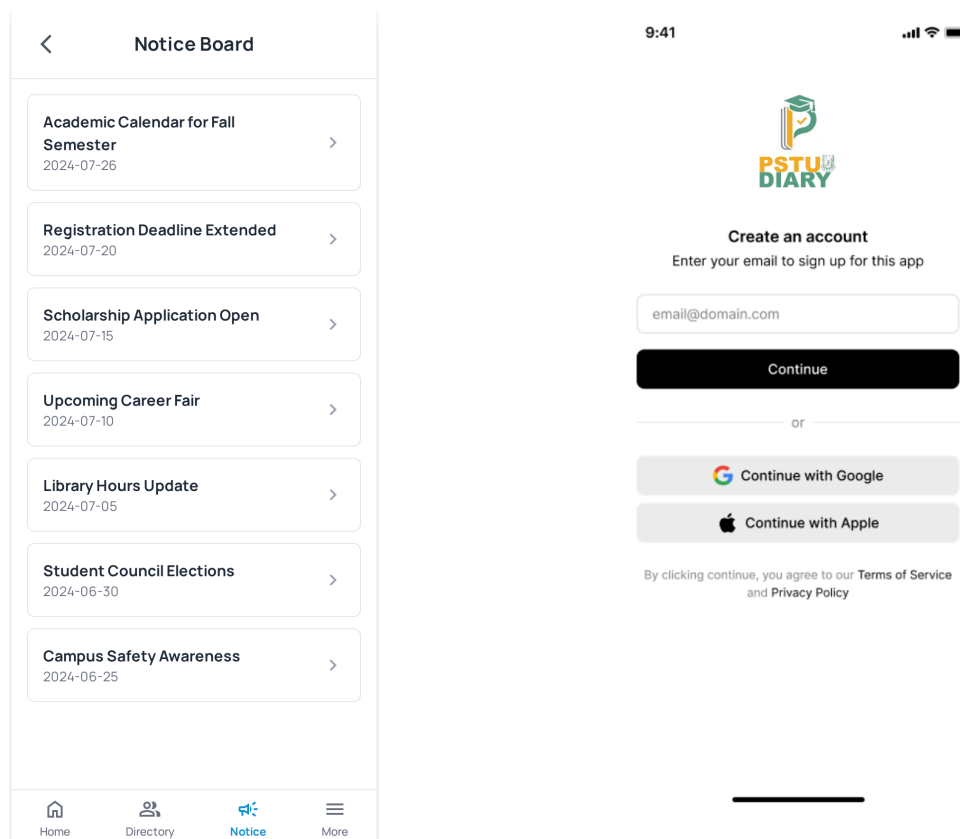 Notice Board
Academic Calendar for Fall
Semester
2024-07-26
Registration Deadline Extended
2024-07-20
Scholarship Application Open
2024-07-15
Upcoming Career Fair
2024-07-10
Library Hours Update
2024-07-05
Student Council Elections
2024-06-30
Campus Safety Awareness
2024-06-25
Home
Directory
Notice
More
9:41
PSTU
DIARY
Create an account
Enter your email to sign up for this app
email@domain.com
Continue
or
Continue with Google
Continue with Apple
By clicking continue, you agree to our Terms of Service
and Privacy Policy